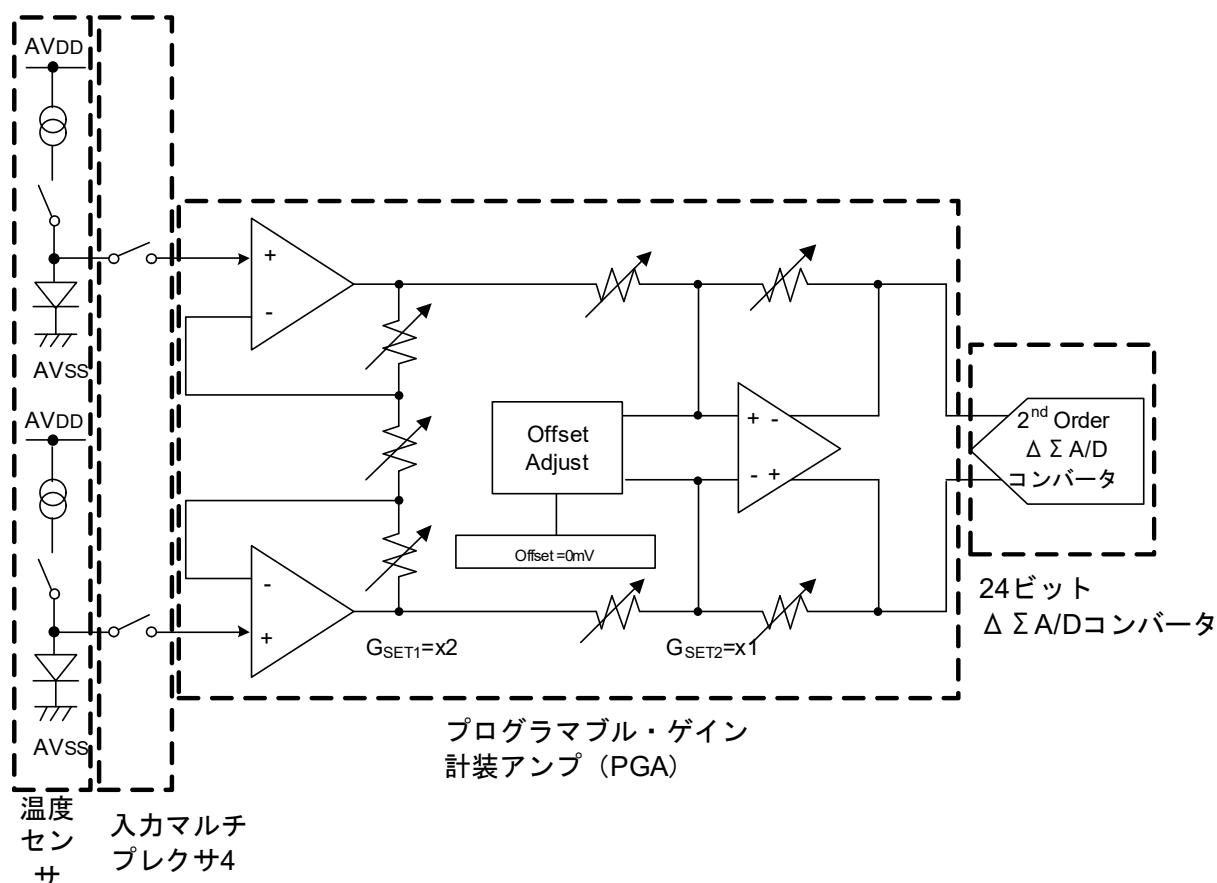 AVDD
AVSS
AVDD
AVSS
温度
セン
サ
入力マルチ
プレクサ4
+
-
-
+
GSET1=x2
Offset
Adjust
Offset =0mV
+ -
- +
GSET2=x1
プログラマブル・ゲイン
計装アンプ（PGA）
2nd Order
ΔΣA/D
コンバータ
24ビット
ΔΣA/Dコンバータ